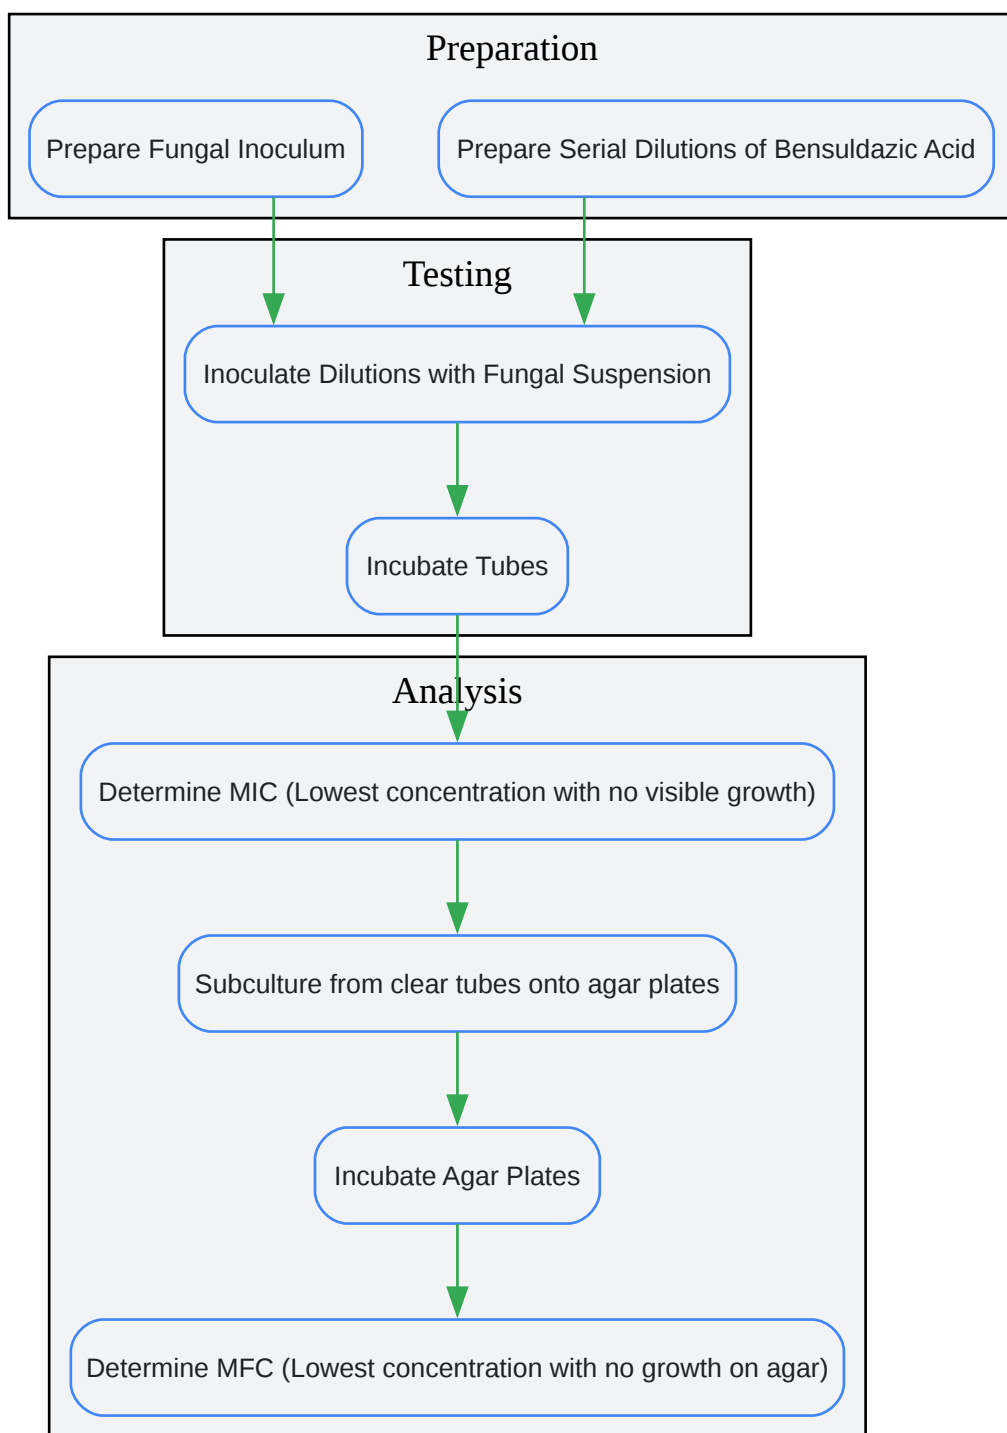 Preparation
Prepare Fungal Inoculum
Prepare Serial Dilutions of Bensuldazic Acid
Testing
Inoculate Dilutions with Fungal Suspension
Incubate Tubes
Analysis
Determine MIC (Lowest concentration with no visible growth)
Subculture from clear tubes onto agar plates
Incubate Agar Plates
Determine MFC (Lowest concentration with no growth on agar)